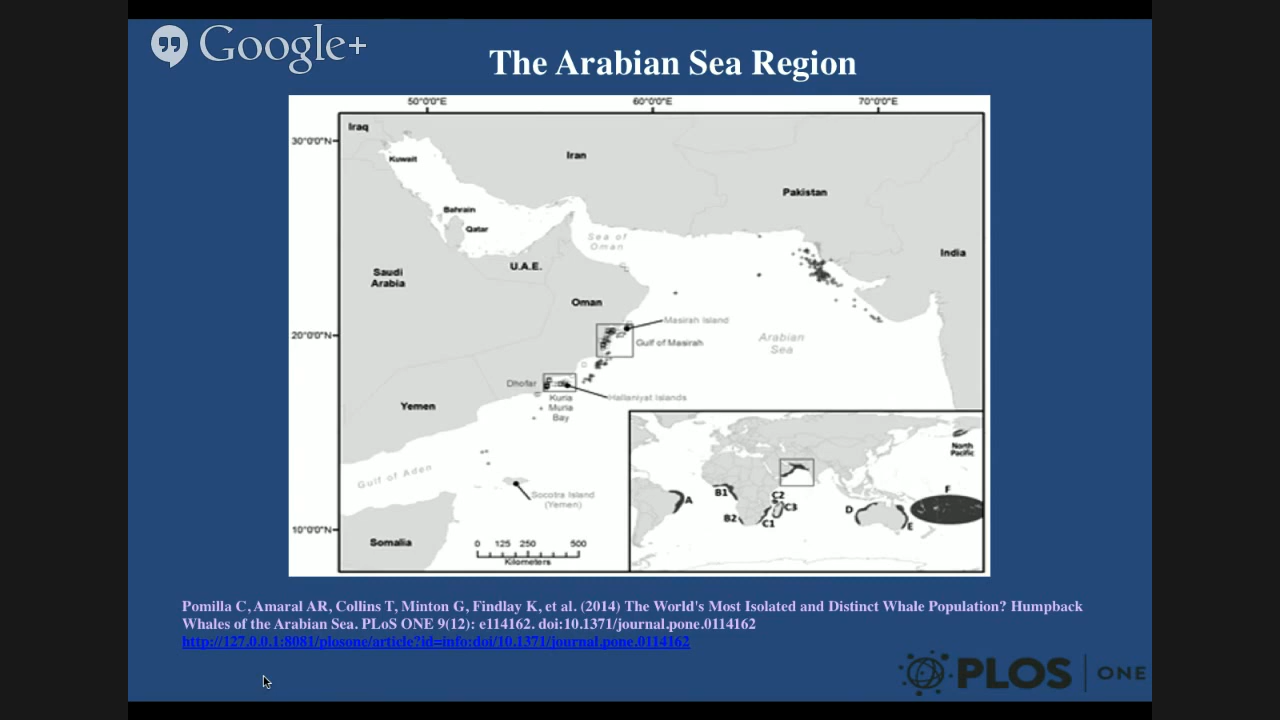 Google+
The Arabian Sea Region
50°0'0"E
60°0'0"E
70°0'0"E
Iraq
30°0'0"N
Iran
Kuwait
Pakistan
Bahrain
Qatar
Sea of
Oman
India
U.A.E.
Saudi
Arabia
Oman
Masirah Island
20°0'0"N
Gulf of Masirah
Arabian
Sea
Dhofar
Kuria
Muria
Bay
Hallaniyat Islands
Yemen
North
Pacific
Gulf of Aden
Socotra Island
(Yemen)
A
B1
C2
C3
F
B2
C1
D
E
10°0'0"N
Somalia
0 125 250 500
Kilometers
Pomilla C, Amaral AR, Collins T, Minton G, Findlay K, et al. (2014) The World's Most Isolated and Distinct Whale Population? Humpback
Whales of the Arabian Sea. PLoS ONE 9(12): e114162. doi:10.1371/journal.pone.0114162
http://127.0.0.1:8081/plosone/article?id=info:doi/10.1371/journal.pone.0114162
PLOS ONE